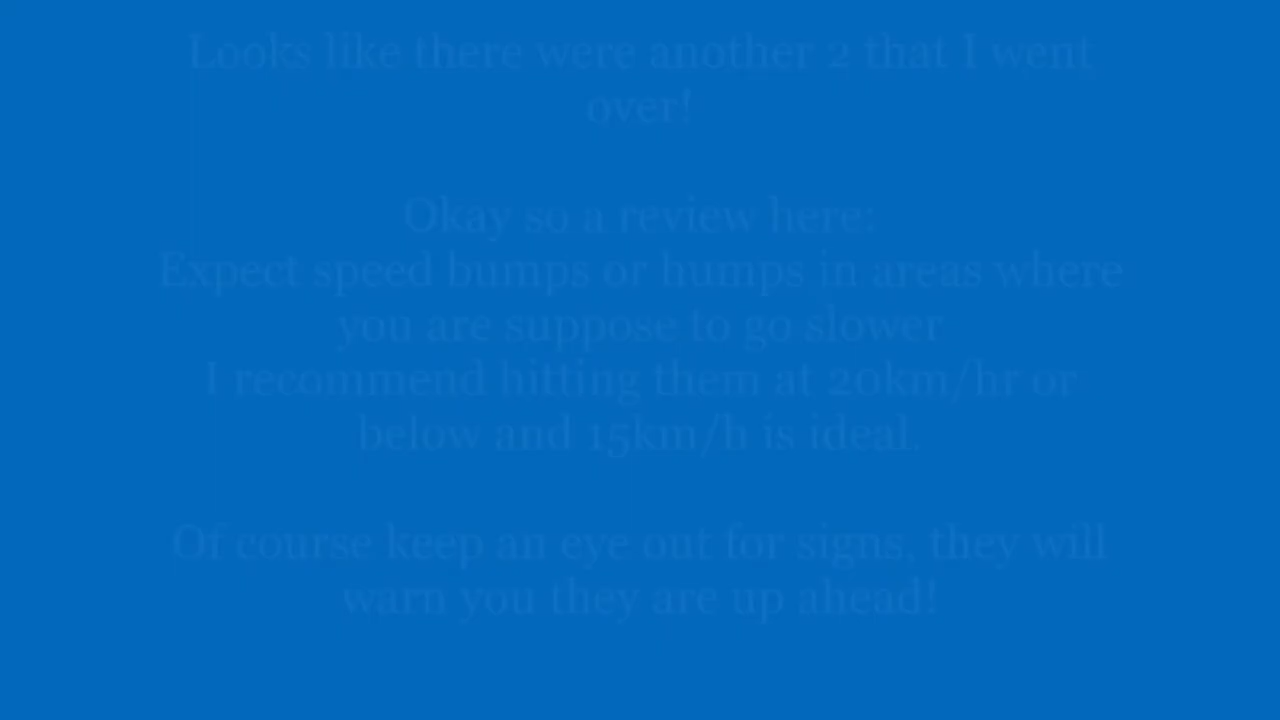 Looks like there were another 2 that I went
over!
Okay so a review here:
Expect speed bumps or humps in areas where
you are suppose to go slower
I recommend hitting them at 20km/hr or
below and 15km/h is ideal.
Of course keep an eye out for signs, they will
warn you they are up ahead!